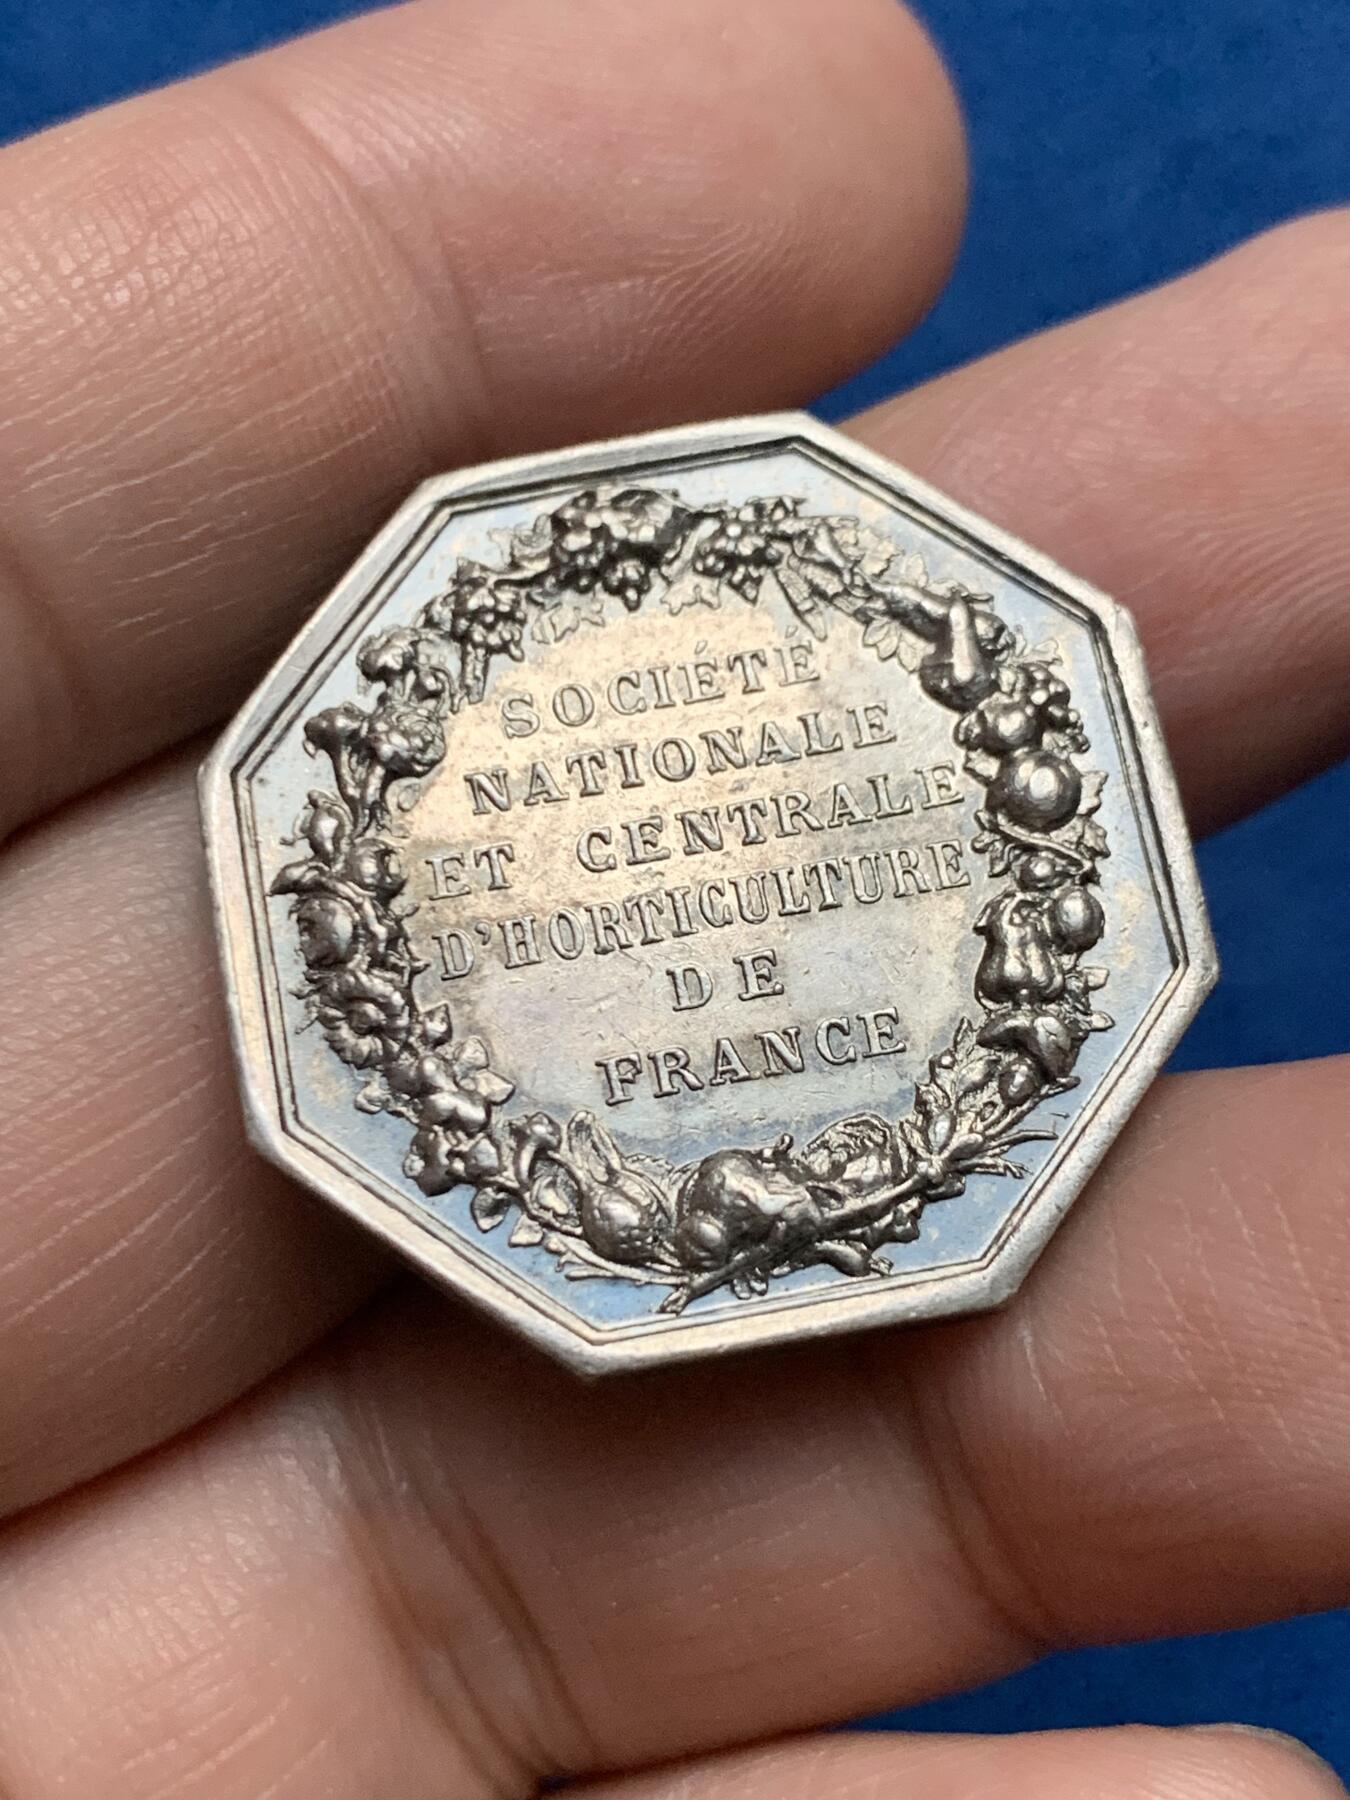 SOCIÉTÉ
NATIONALE
ET CENTRALE
D'HORTICULTURE
DE
FRANCE